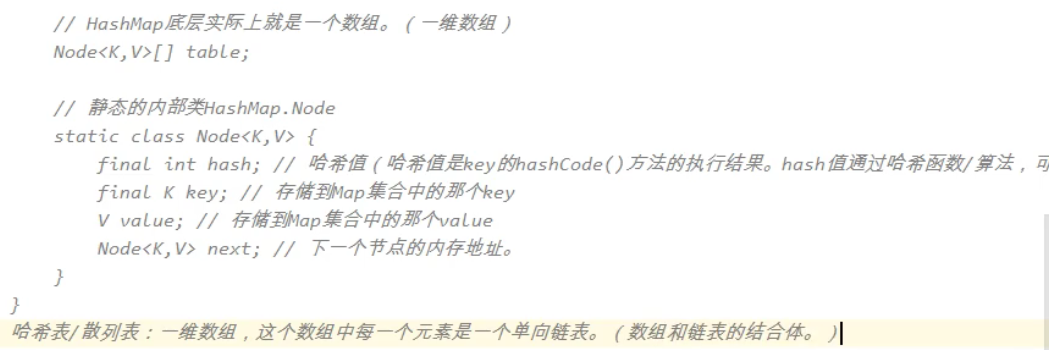 // HashMap底层实际上就是一个数组。(一维数组)
Node<K,V>[] table;
// 静态的内部类HashMap.Node
static class Node<K,V> {
final int hash; // 哈希值(哈希值是key的hashCode()方法的执行结果。hash值通过哈希函数/算法,可
final K key; // 存储到Map集合中的那个key
V value; // 存储到Map集合中的那个value
Node<K,V> next; // 下一个节点的内存地址。
}
}
哈希表/散列表:一维数组,这个数组中每一个元素是一个单向链表。(数组和链表的结合体。)